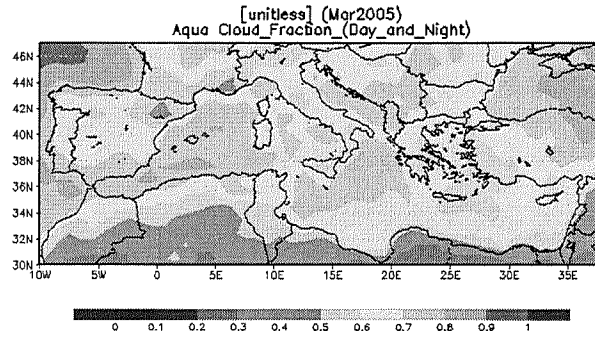 [unitless] (Mar2005)
Aqua Cloud_Fraction_(Day_and_Night)
46N
44N
42N
40N
38N
36N
34N
32N
30N
10W 5W 0 5E 10E 15E 20E 25E 30E 35E
0 0.1 0.2 0.3 0.4 0.5 0.6 0.7 0.8 0.9 1